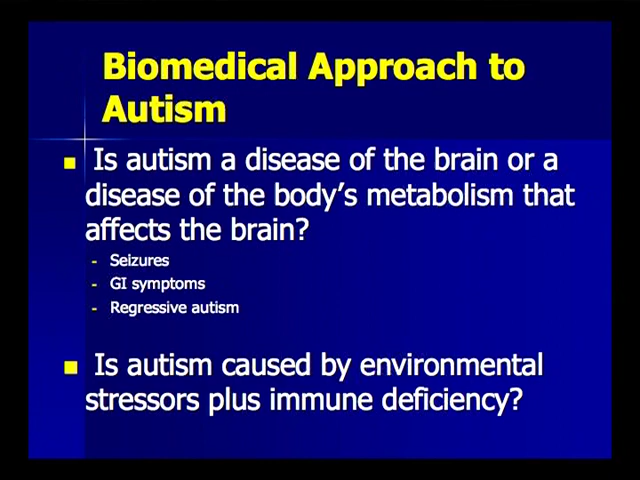 Biomedical Approach to
Autism
Is autism a disease of the brain or a
disease of the body's metabolism that
affects the brain?
- Seizures
- GI symptoms
- Regressive autism
Is autism caused by environmental
stressors plus immune deficiency?